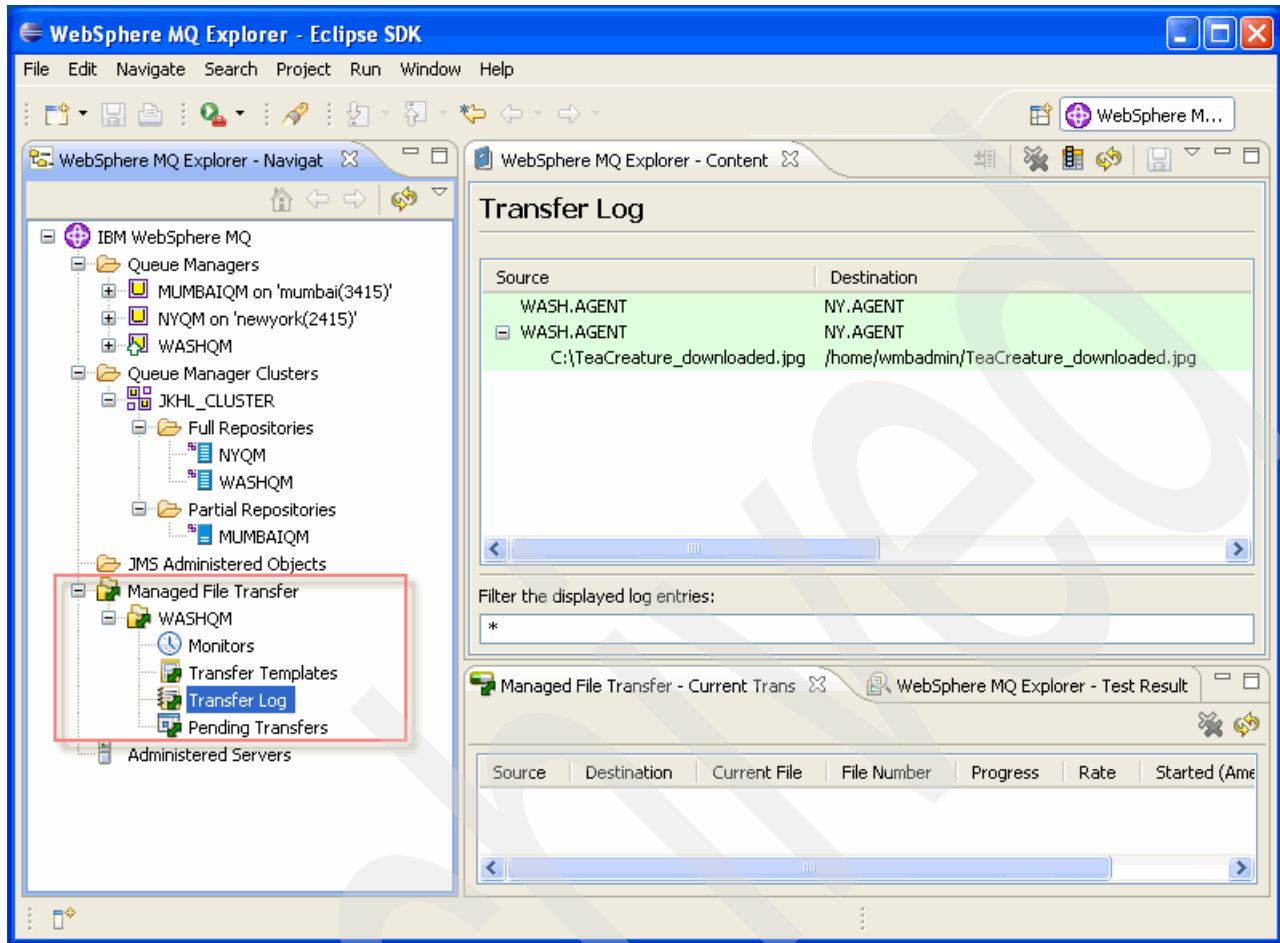 WebSphere MQ Explorer - Eclipse SDK
File Edit Navigate Search Project Run Window Help
WebSphere M...
WebSphere MQ Explorer - Navigat
IBM WebSphere MQ
Queue Managers
MUMBAIQM on 'mumbai(3415)'
NYQM on 'newyork(2415)'
WASHQM
Queue Manager Clusters
JKHL_CLUSTER
Full Repositories
NYQM
WASHQM
Partial Repositories
MUMBAIQM
JMS Administered Objects
Managed File Transfer
WASHQM
Monitors
Transfer Templates
Transfer Log
Pending Transfers
Administered Servers
WebSphere MQ Explorer - Content
Transfer Log
Source Destination
WASH.AGENT NY.AGENT
WASH.AGENT NY.AGENT
C:\TeaCreature_downloaded.jpg /home/wmbadmin/TeaCreature_downloaded.jpg
Filter the displayed log entries:
*
Managed File Transfer - Current Trans WebSphere MQ Explorer - Test Result
Source Destination Current File File Number Progress Rate Started (Ame